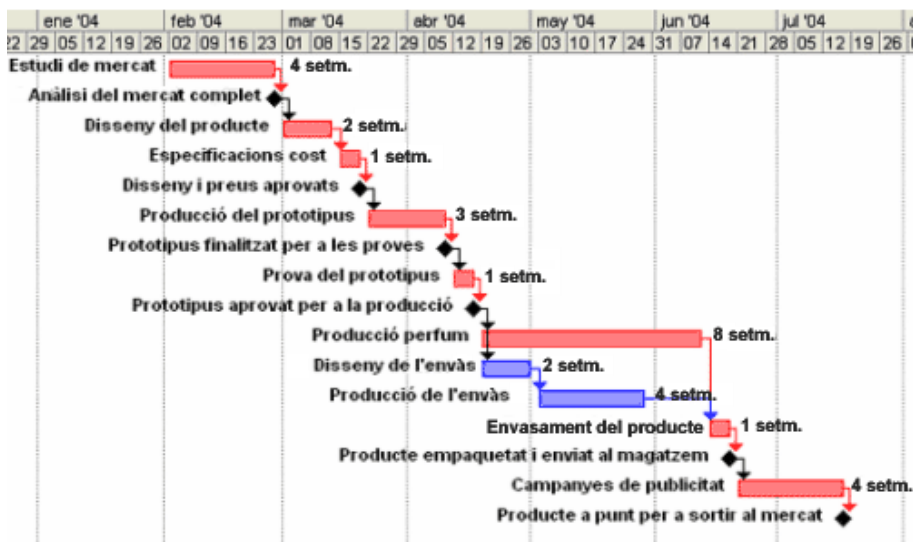 ene '04 feb '04 mar '04 abr '04 may '04 jun '04 jul '04
22 29 05 12 19 26 02 09 16 23 01 08 15 22 29 05 12 19 26 03 10 17 24 31 07 14 21 28 05 12 19 26
Estudi de mercat 4 setm.
Anàlisi del mercat complet
Disseny del producte 2 setm.
Especificacions cost 1 setm.
Disseny i preus aprovats
Producció del prototipus 3 setm.
Prototipus finalitzat per a les proves
Prova del prototipus 1 setm.
Prototipus aprovat per a la producció
Producció perfum 8 setm.
Disseny de l'envàs 2 setm.
Producció de l'envàs 4 setm.
Envasament del producte 1 setm.
Producte empaquetat i enviat al magatzem
Campanyes de publicitat 4 setm.
Producte a punt per a sortir al mercat